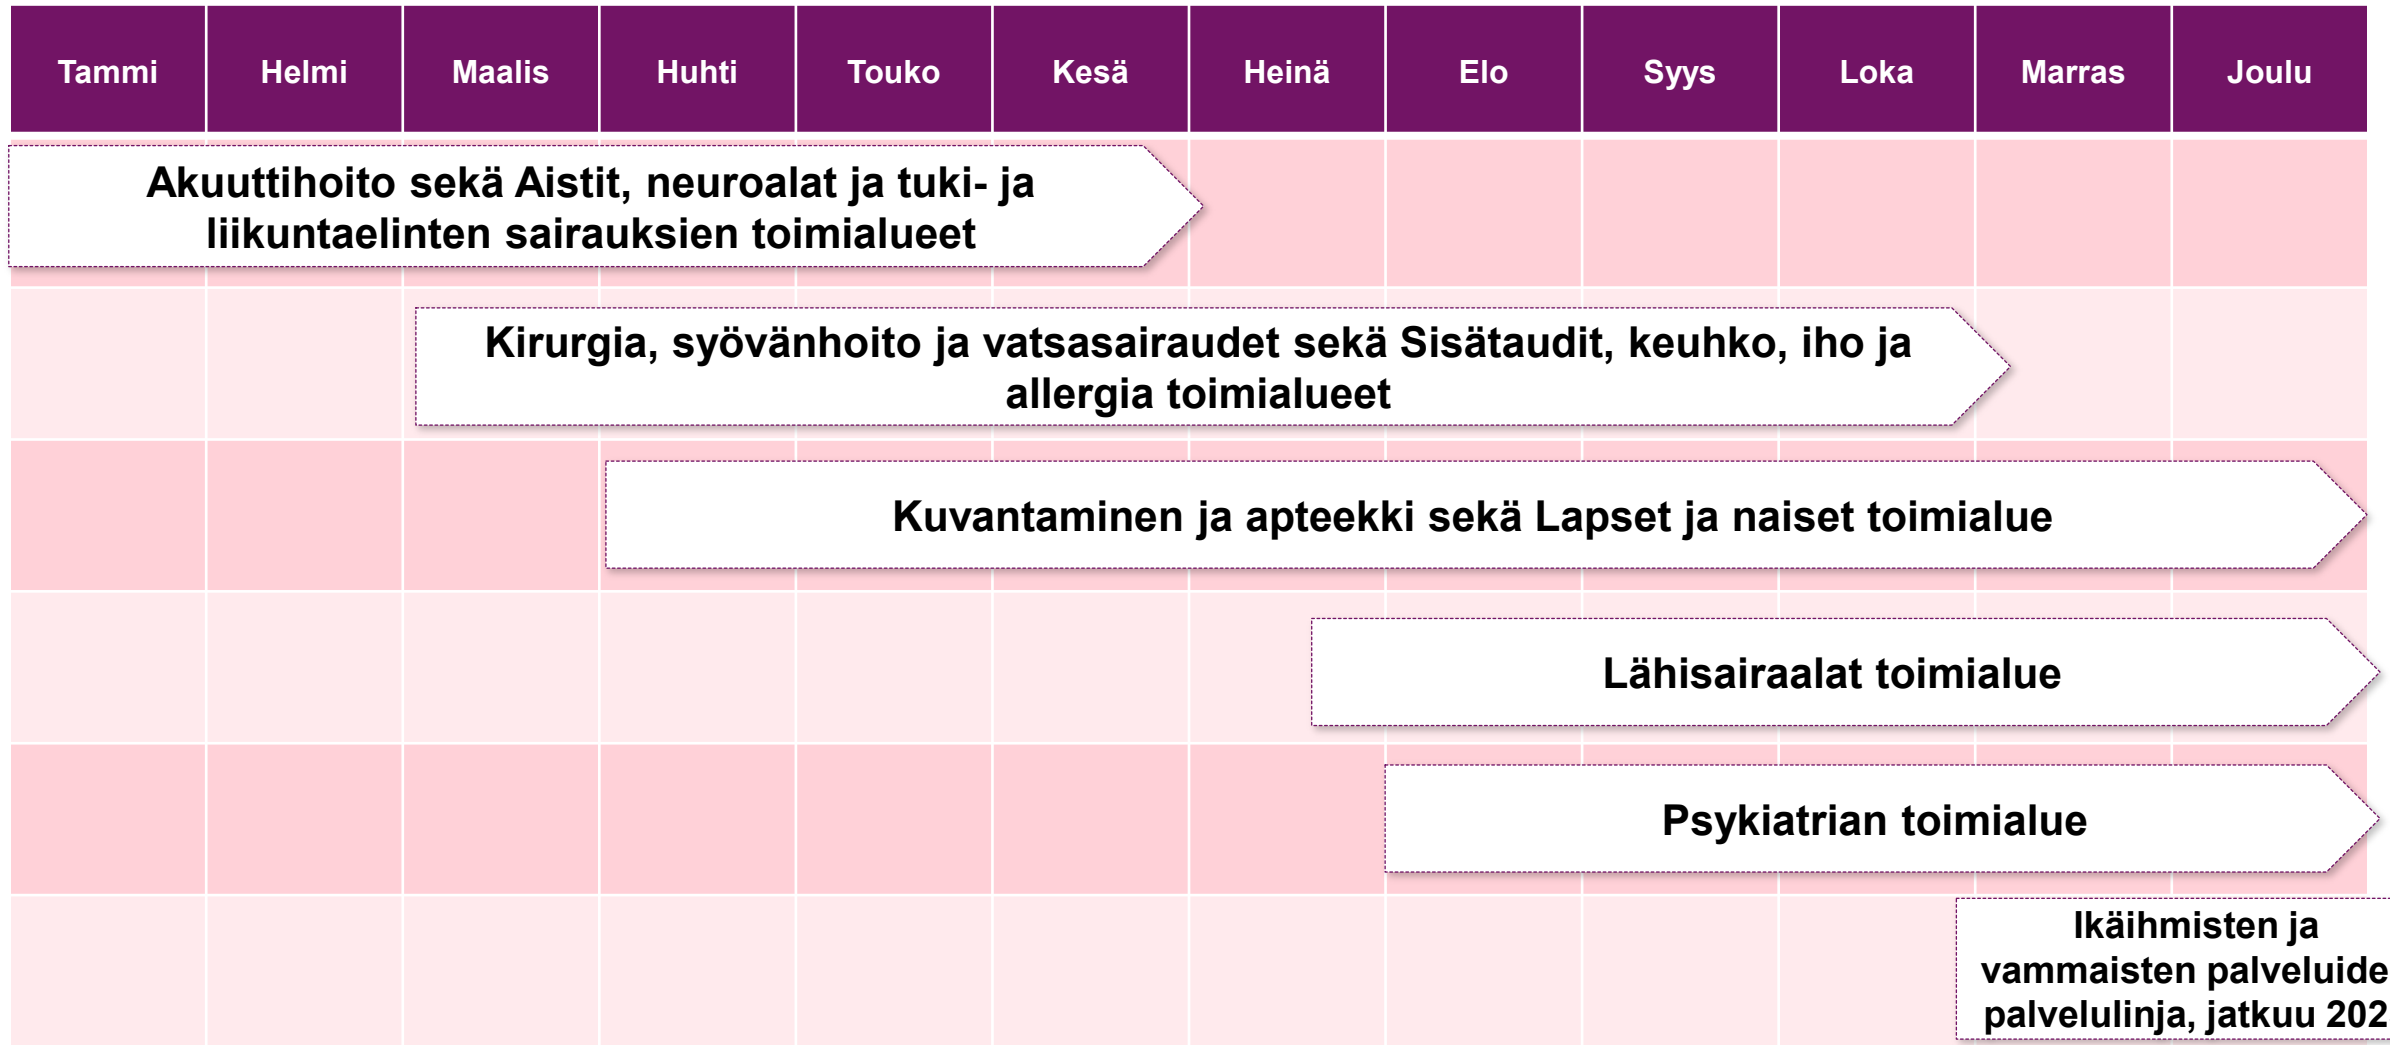 Tammi Helmi Maalis Huhti Touko Kesä Heinä Elo Syys Loka Marras Joulu
Akuuttihoito sekä Aistit, neuroalat ja tuki- ja
liikuntaelinten sairauksien toimialueet
Kirurgia, syövänhoito ja vatsasairaudet sekä Sisätaudit, keuhko, iho ja
allergia toimialueet
Kuvantaminen ja apteekki sekä Lapset ja naiset toimialue
Lähisairaalat toimialue
Psykiatrian toimialue
Ikäihmisten ja
vammaisten palveluide
palvelulinja, jatkuu 202